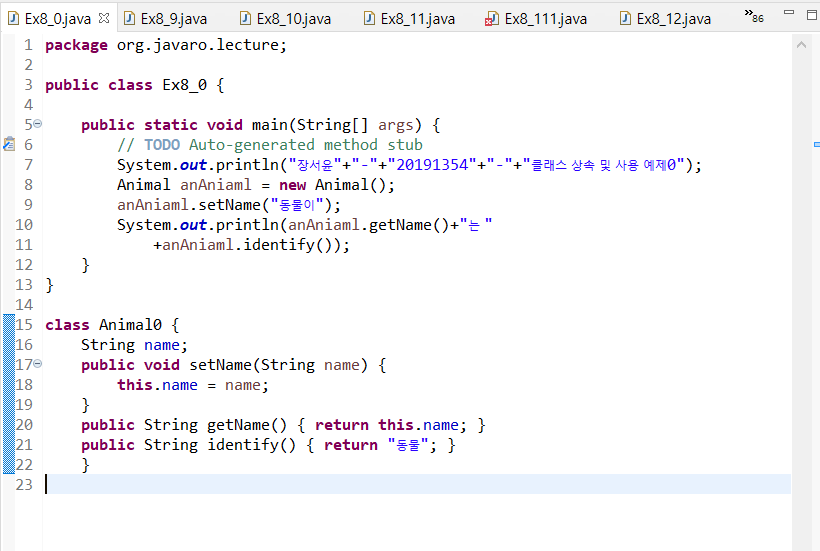 Ex8_0.java Ex8_9.java Ex8_10.java Ex8_11.java Ex8_111.java Ex8_12.java »86
1 package org.javaro.lecture;
2
3 public class Ex8_0 {
4
5 public static void main(String[] args) {
6 // TODO Auto-generated method stub
7 System.out.println("장서윤"+"-"+"20191354"+"-"+"클래스 상속 및 사용 예제0");
8 Animal anAniaml = new Animal();
9 anAniaml.setName("동물이");
10 System.out.println(anAniaml.getName()+"는 "
11 +anAniaml.identify());
12 }
13 }
14
15 class Animal0 {
16 String name;
17 public void setName(String name) {
18 this.name = name;
19 }
20 public String getName() { return this.name; }
21 public String identify() { return "동물"; }
22 }
23